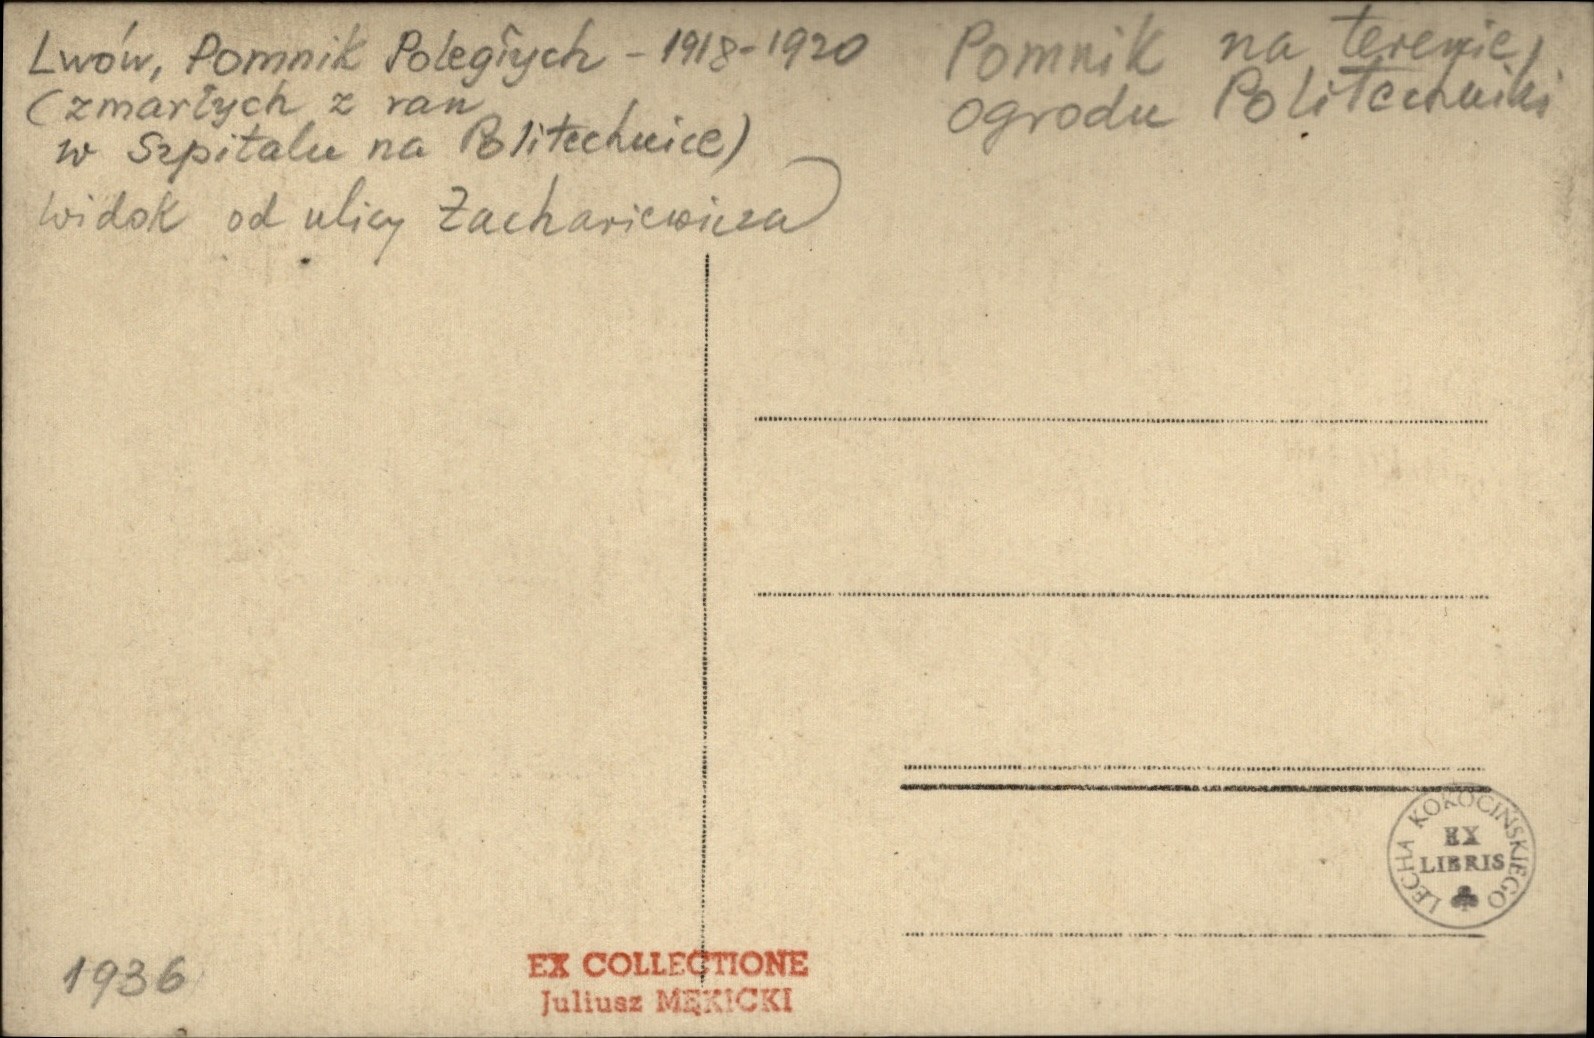 Lwów, Pomnik Poległych - 1918-1920
(zmarłych z ran
w Szpitalu na Politechnice)
Widok od ulicy Zachariewicza
Pomnik na terenie
ogrodu Politechniki
1936
EX COLLECTIONE
Juliusz MĘKICKI
LECHA KOKOCIŃSKIEGO
EX
LIBRIS